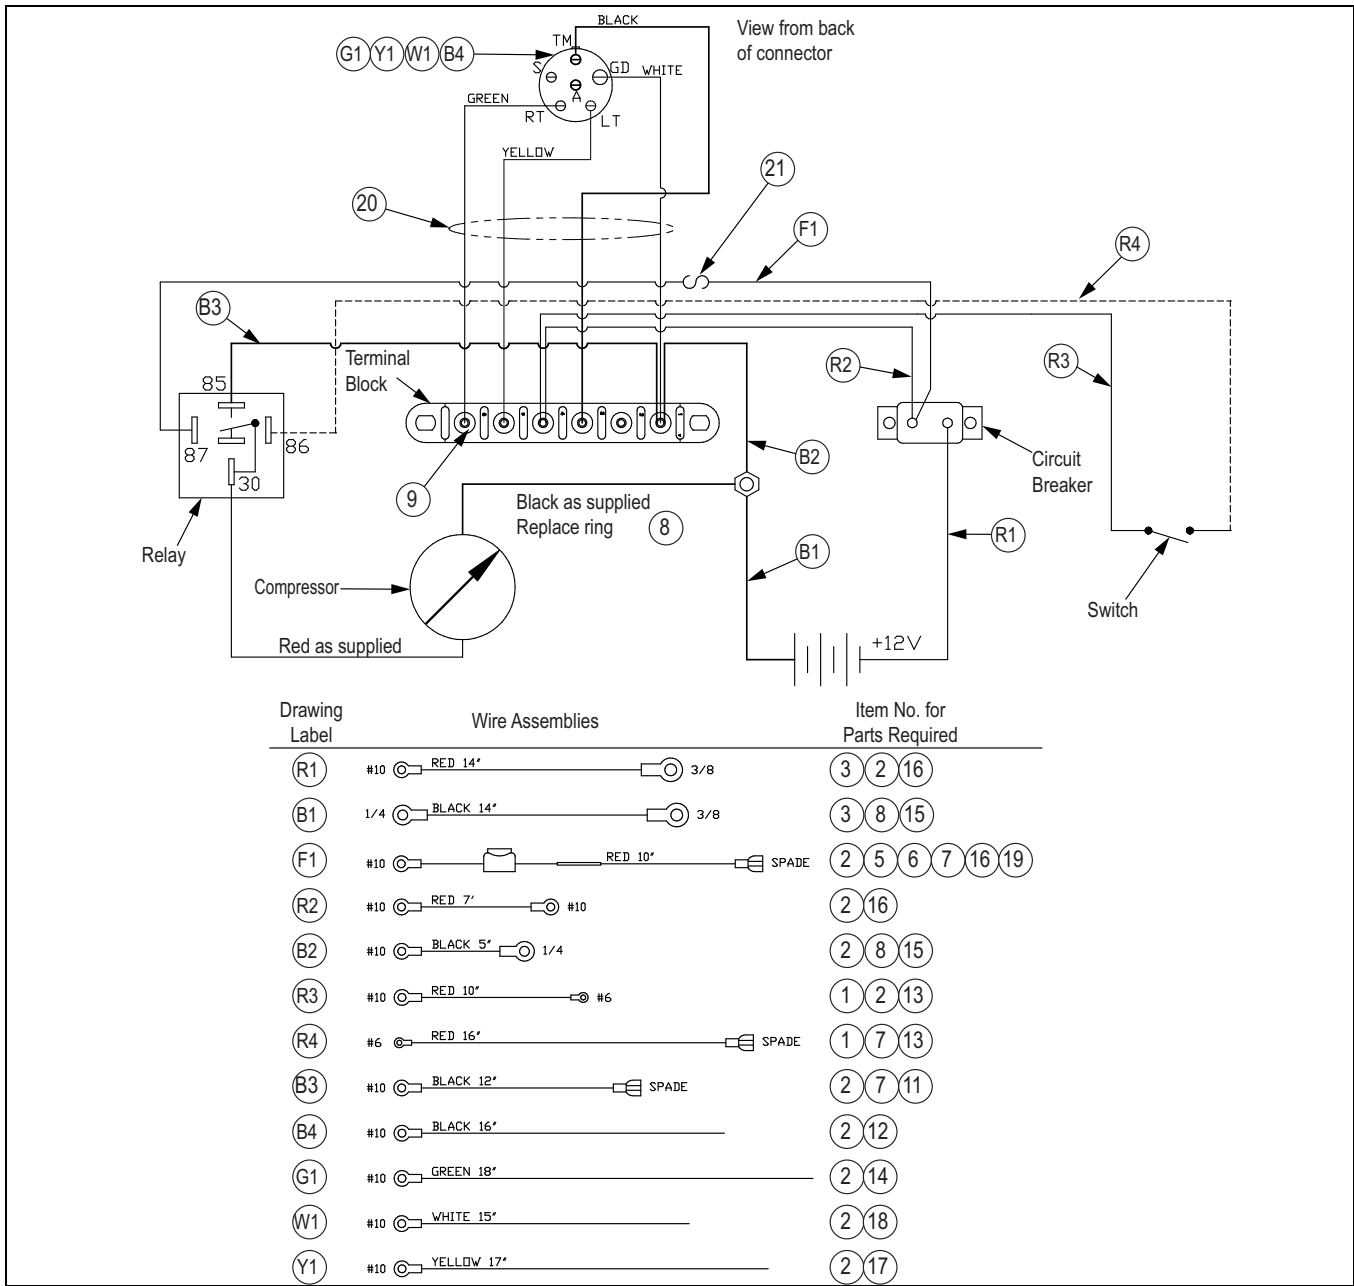 BLACK
View from back
of connector
TM
G1 Y1 W1 B4
S
GD
WHITE
A
GREEN
RT
LT
YELLOW
21
20
F1
R4
B3
Terminal
Block
R2
R3
85
87
86
30
B2
Circuit
Breaker
9
Black as supplied
Replace ring
8
Relay
B1
R1
Compressor
Switch
Red as supplied
+12V
Drawing
Label
Wire Assemblies
Item No. for
Parts Required
R1 #10 RED 14" 3/8 3 2 16
B1 1/4 BLACK 14" 3/8 3 8 15
F1 #10 RED 10" SPADE 2 5 6 7 16 19
R2 #10 RED 7' #10 2 16
B2 #10 BLACK 5" 1/4 2 8 15
R3 #10 RED 10" #6 1 2 13
R4 #6 RED 16" SPADE 1 7 13
B3 #10 BLACK 12" SPADE 2 7 11
B4 #10 BLACK 16" 2 12
G1 #10 GREEN 18" 2 14
W1 #10 WHITE 15" 2 18
Y1 #10 YELLOW 17" 2 17